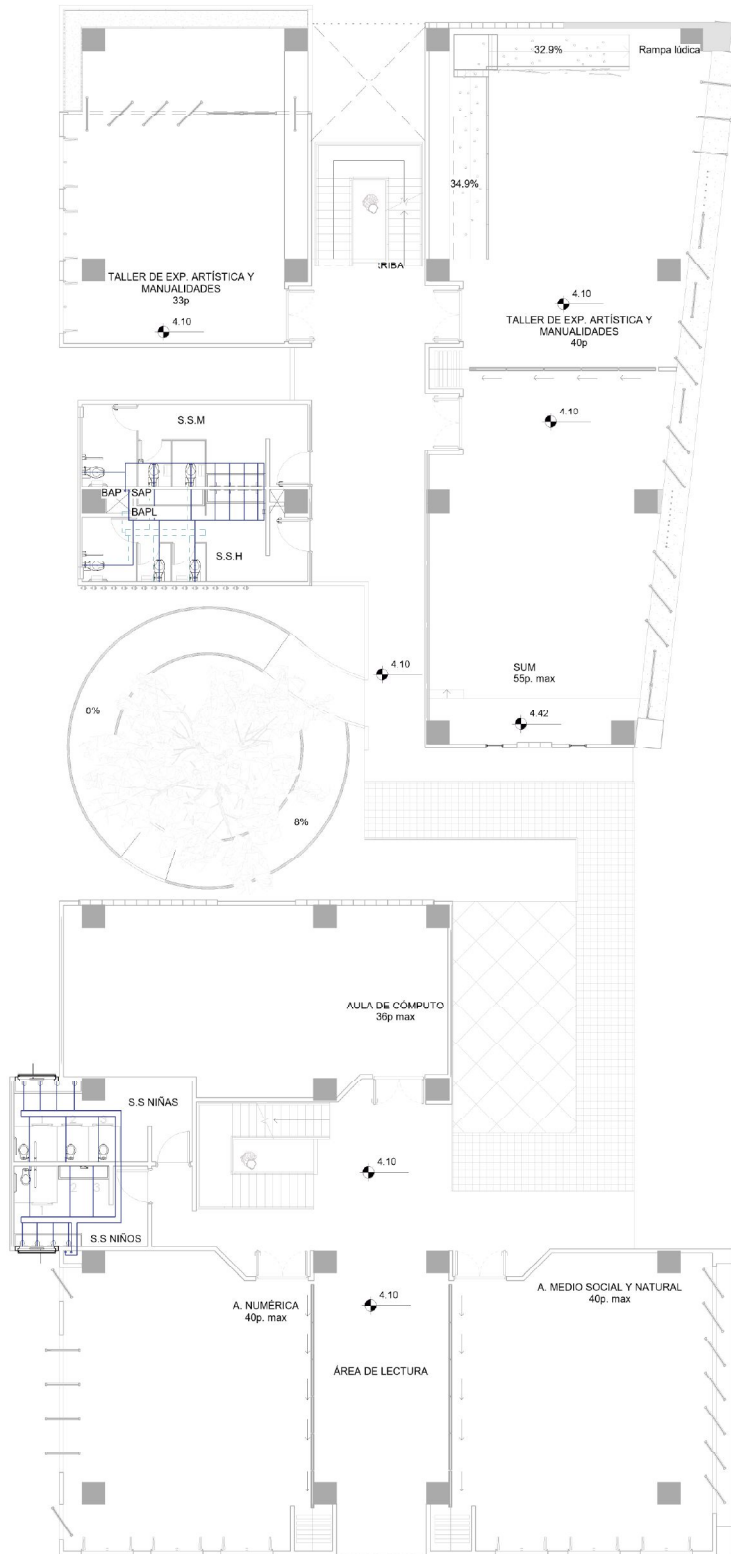 32.9%
Rampa lúdica
34.9%
TALLER DE EXP. ARTÍSTICA Y
MANUALIDADES
33p
4.10
4.10
TALLER DE EXP. ARTÍSTICA Y
MANUALIDADES
40p
4.10
S.S.M
BAP
SAP
BAPL
S.S.H
4.10
SUM
55p. max
4.42
0%
8%
AULA DE CÓMPUTO
36p max
S.S NIÑAS
4.10
S.S NIÑOS
A. NUMÉRICA
40p. max
4.10
A. MEDIO SOCIAL Y NATURAL
40p. max
ÁREA DE LECTURA